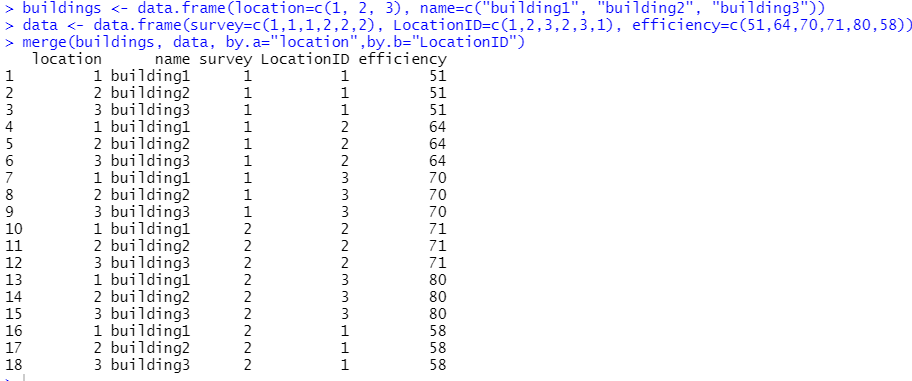 > buildings <- data.frame(location=c(1, 2, 3), name=c("building1", "building2", "building3"))
> data <- data.frame(survey=c(1,1,1,2,2,2), LocationID=c(1,2,3,2,3,1), efficiency=c(51,64,70,71,80,58))
> merge(buildings, data, by.a="location",by.b="LocationID")
   location      name survey LocationID efficiency
1         1 building1      1          1         51
2         2 building2      1          1         51
3         3 building3      1          1         51
4         1 building1      1          2         64
5         2 building2      1          2         64
6         3 building3      1          2         64
7         1 building1      1          3         70
8         2 building2      1          3         70
9         3 building3      1          3         70
10        1 building1      2          2         71
11        2 building2      2          2         71
12        3 building3      2          2         71
13        1 building1      2          3         80
14        2 building2      2          3         80
15        3 building3      2          3         80
16        1 building1      2          1         58
17        2 building2      2          1         58
18        3 building3      2          1         58
>